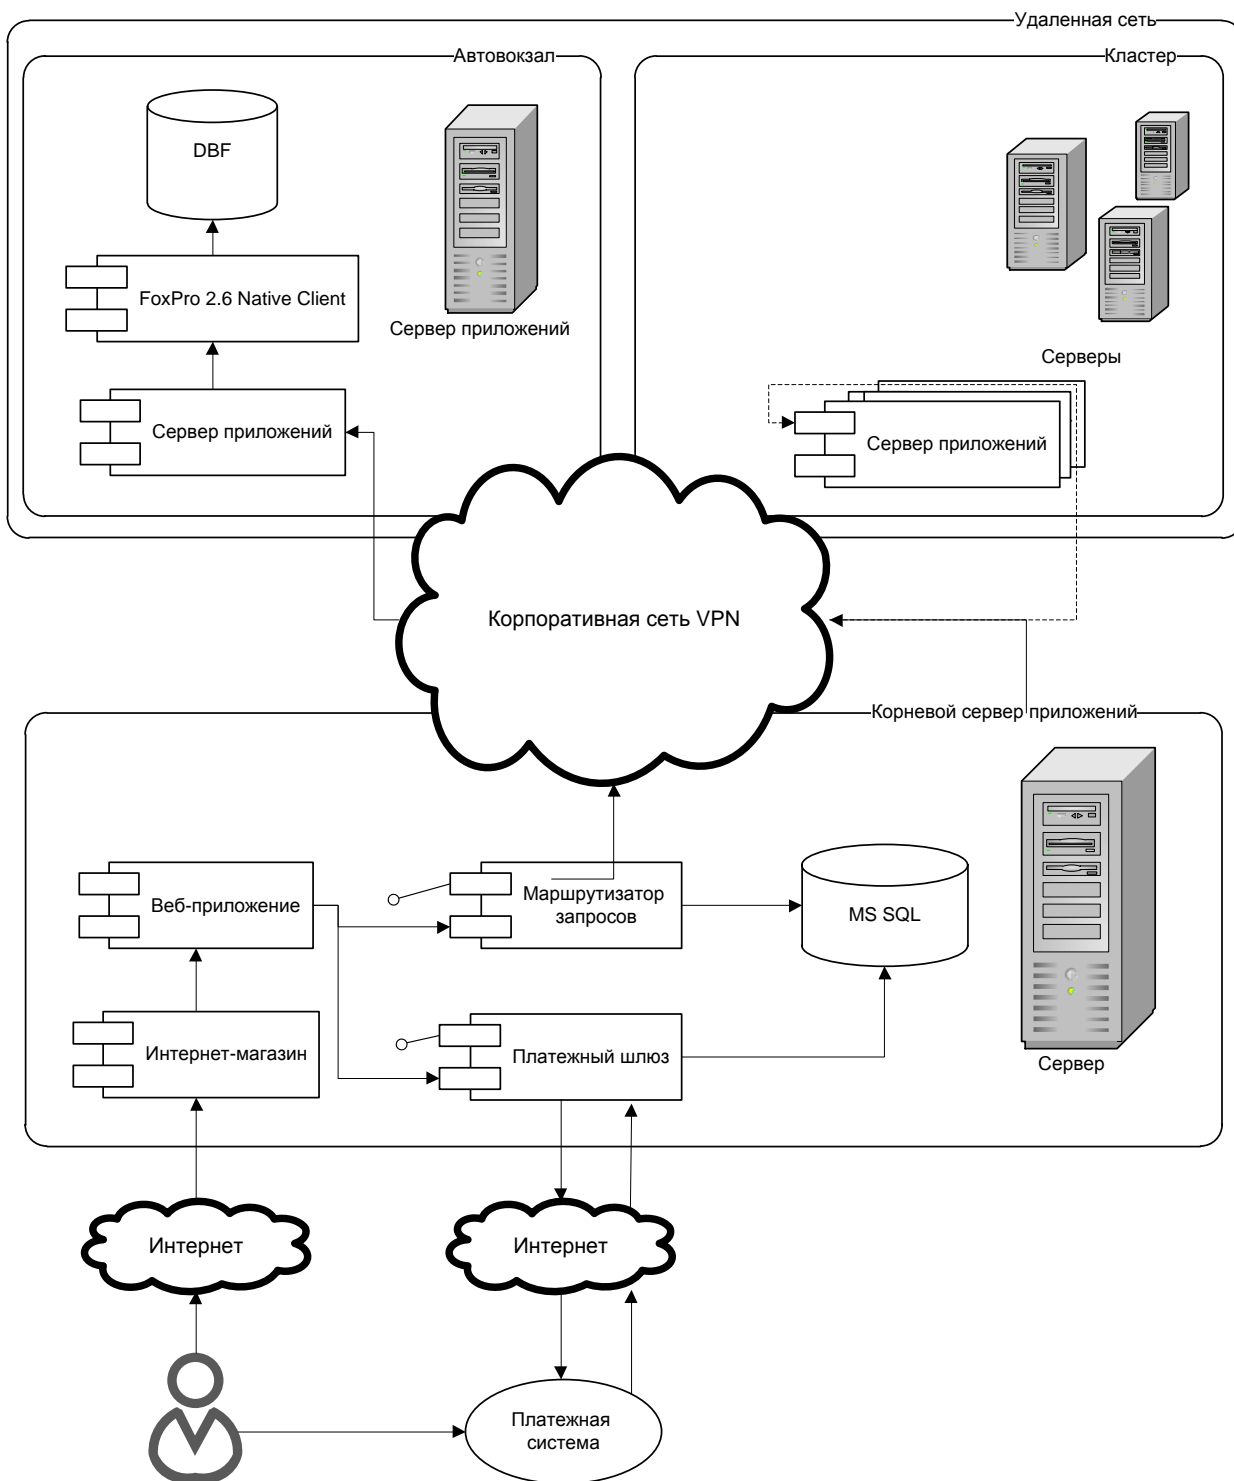 Удаленная сеть
Автовокзал
Кластер
DBF
FoxPro 2.6 Native Client
Сервер приложений
Серверы
Сервер приложений
Сервер приложений
Корпоративная сеть VPN
Корневой сервер приложений
Веб-приложение
Маршрутизатор
запросов
MS SQL
Интернет-магазин
Платежный шлюз
Сервер
Интернет
Интернет
Платежная
система